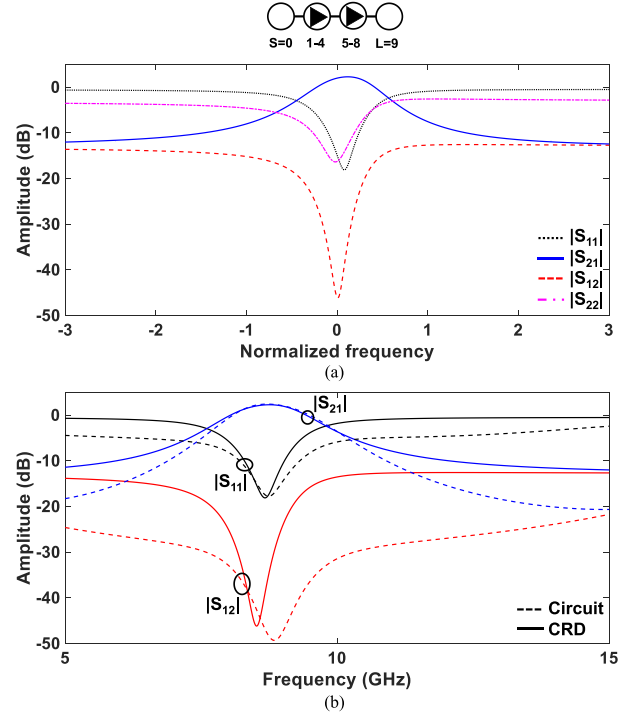 S=0 1-4 5-8 L=9
0
-10
-20
-30
-40
-50
Amplitude (dB)
|S11|
|S21|
|S12|
|S22|
-3 -2 -1 0 1 2 3
Normalized frequency
(a)
0
-10
-20
-30
-40
-50
Amplitude (dB)
|S21|
|S11|
|S12|
Circuit
CRD
5 10 15
Frequency (GHz)
(b)